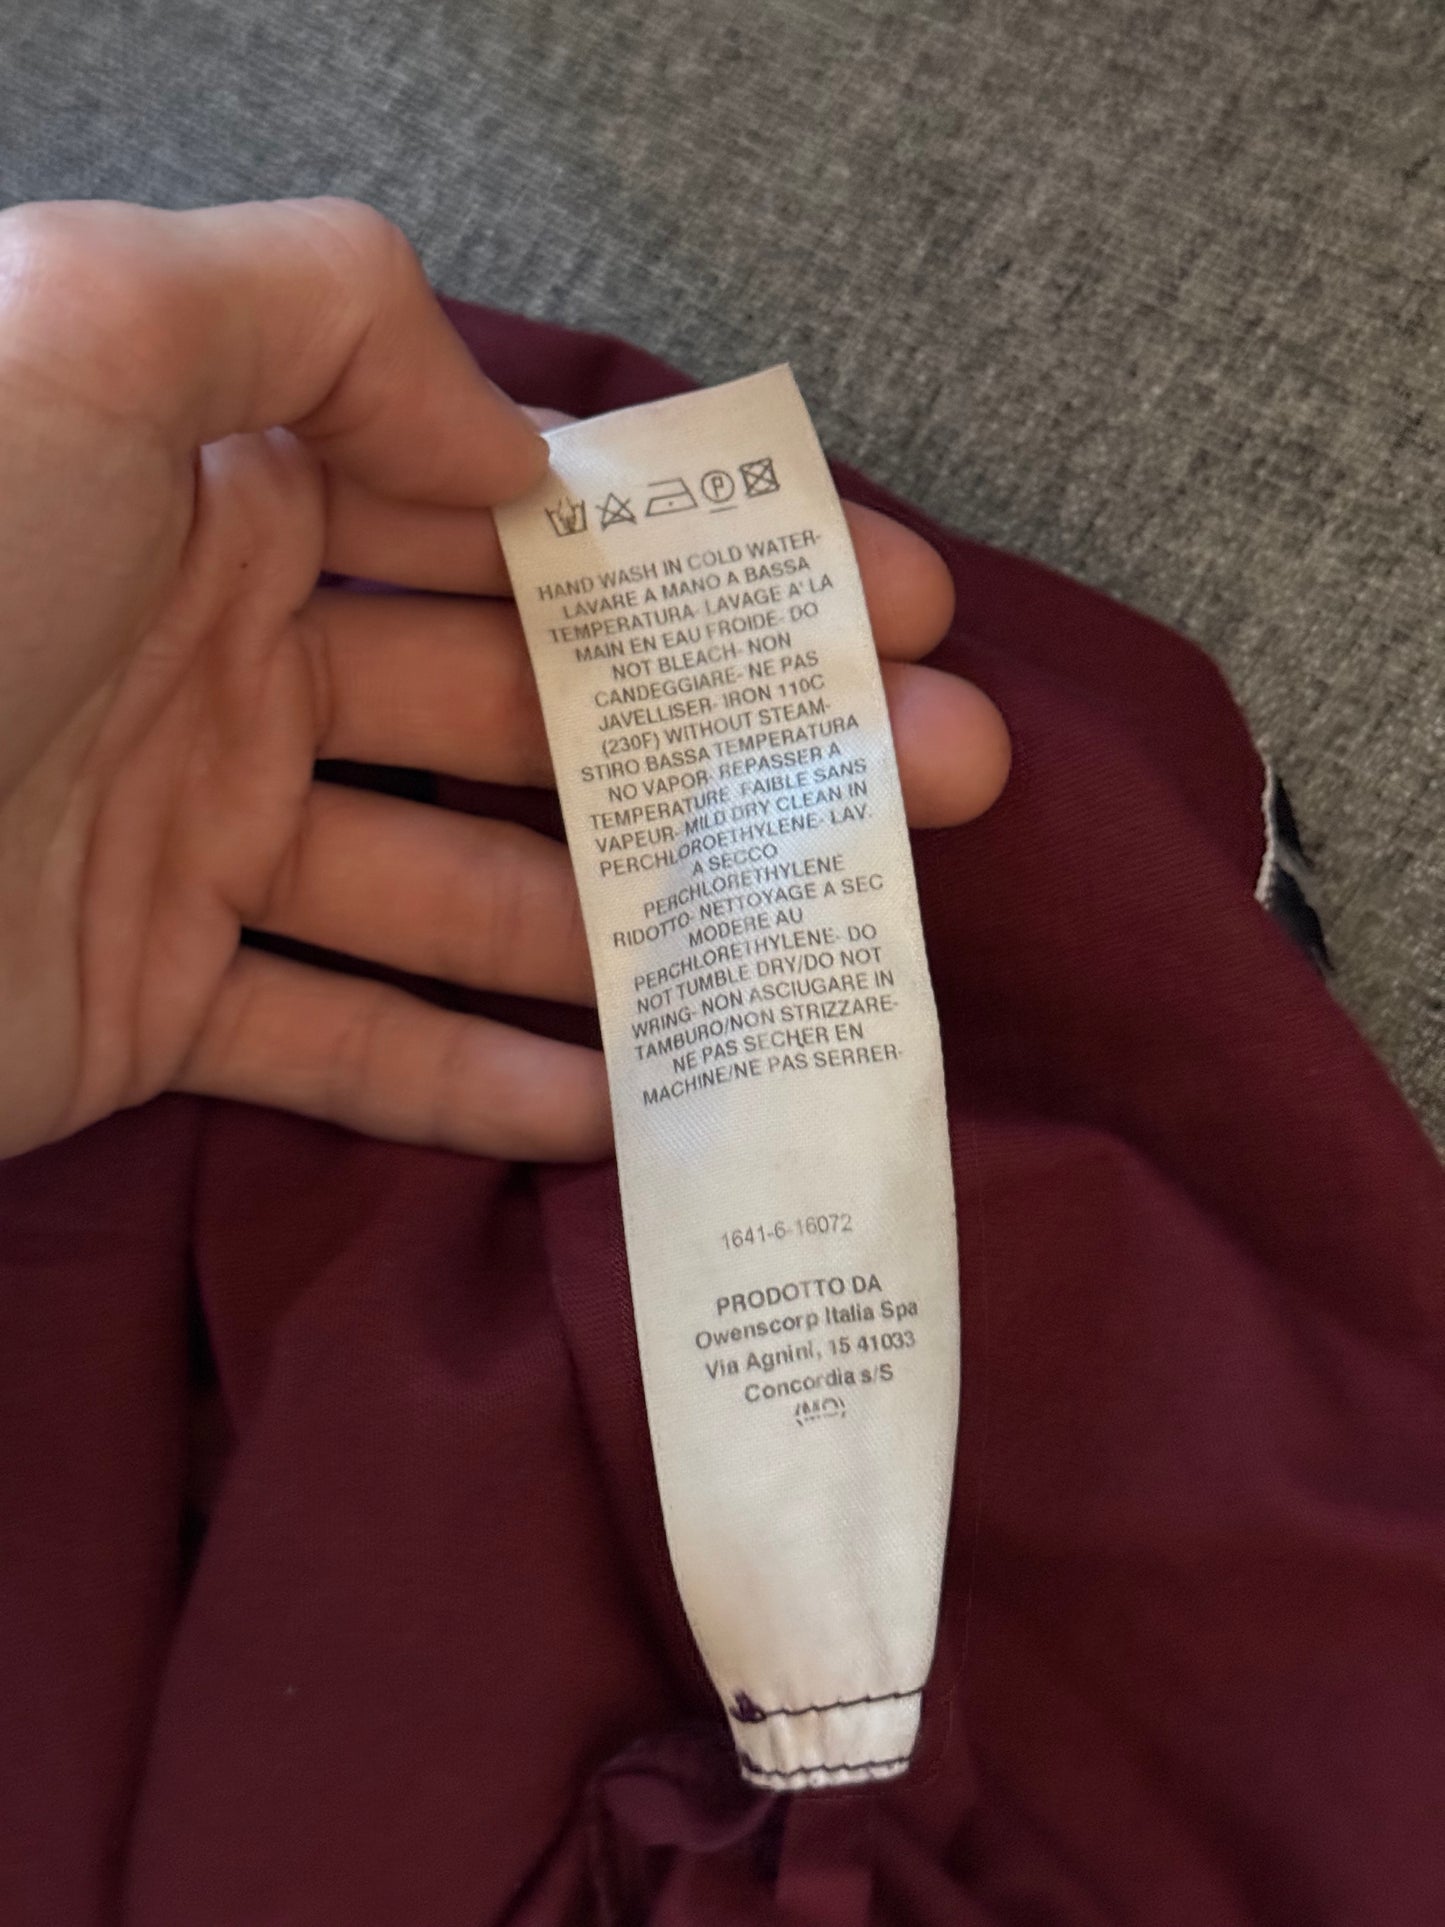 P
HAND WASH IN COLD WATER-
LAVARE A MANO A BASSA
TEMPERATURA- LAVAGE A' LA
MAIN EN EAU FROIDE- DO
NOT BLEACH- NON
CANDEGGIARE- NE PAS
JAVELLISER- IRON 110C
(230F) WITHOUT STEAM-
STIRO BASSA TEMPERATURA
NO VAPOR- REPASSER A
TEMPERATURE FAIBLE SANS
VAPEUR- MILD DRY CLEAN IN
PERCHLOROETHYLENE- LAV.
A SECCO
PERCHLORETHYLENE
RIDOTTO- NETTOYAGE A SEC
MODERE AU
PERCHLORETHYLENE- DO
NOT TUMBLE DRY/DO NOT
WRING- NON ASCIUGARE IN
TAMBURO/NON STRIZZARE-
NE PAS SECHER EN
MACHINE/NE PAS SERRER-
1641-6-16072
PRODOTTO DA
Owenscorp Italia Spa
Via Agnini, 15 41033
Concordia s/S
(MO)